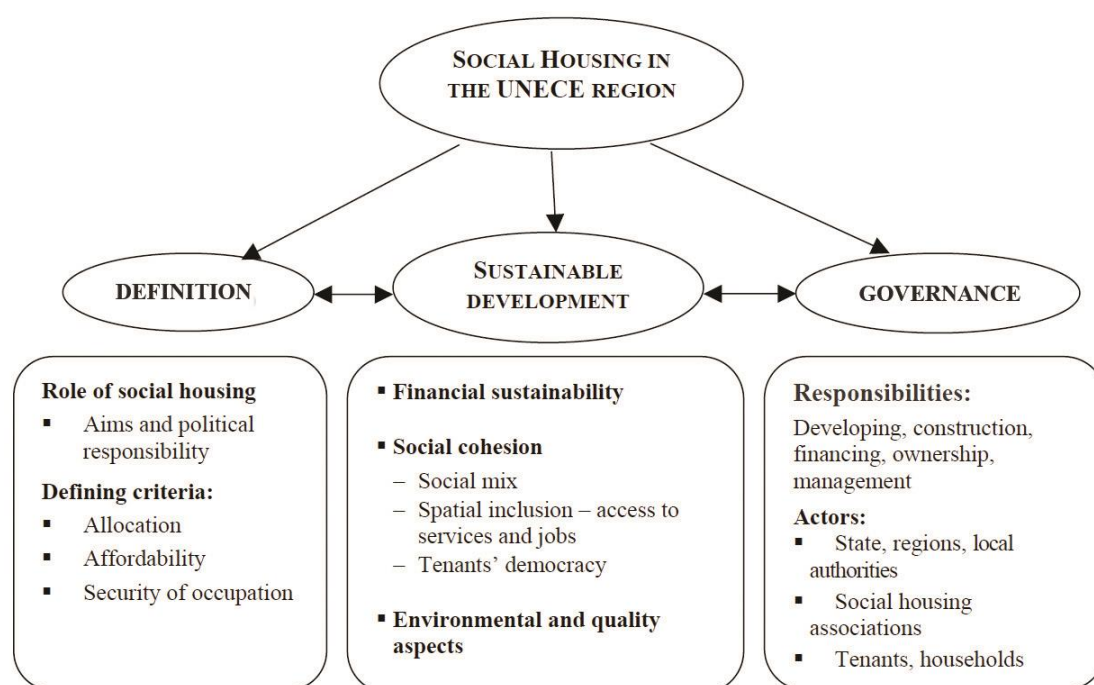 SOCIAL HOUSING IN
THE UNECE REGION
DEFINITION
SUSTAINABLE
DEVELOPMENT
GOVERNANCE
Role of social housing
▪ Aims and political
responsibility
Defining criteria:
▪ Allocation
▪ Affordability
▪ Security of occupation
▪ Financial sustainability
▪ Social cohesion
– Social mix
– Spatial inclusion – access to
services and jobs
– Tenants’ democracy
▪ Environmental and quality
aspects
Responsibilities:
Developing, construction,
financing, ownership,
management
Actors:
▪ State, regions, local
authorities
▪ Social housing
associations
▪ Tenants, households